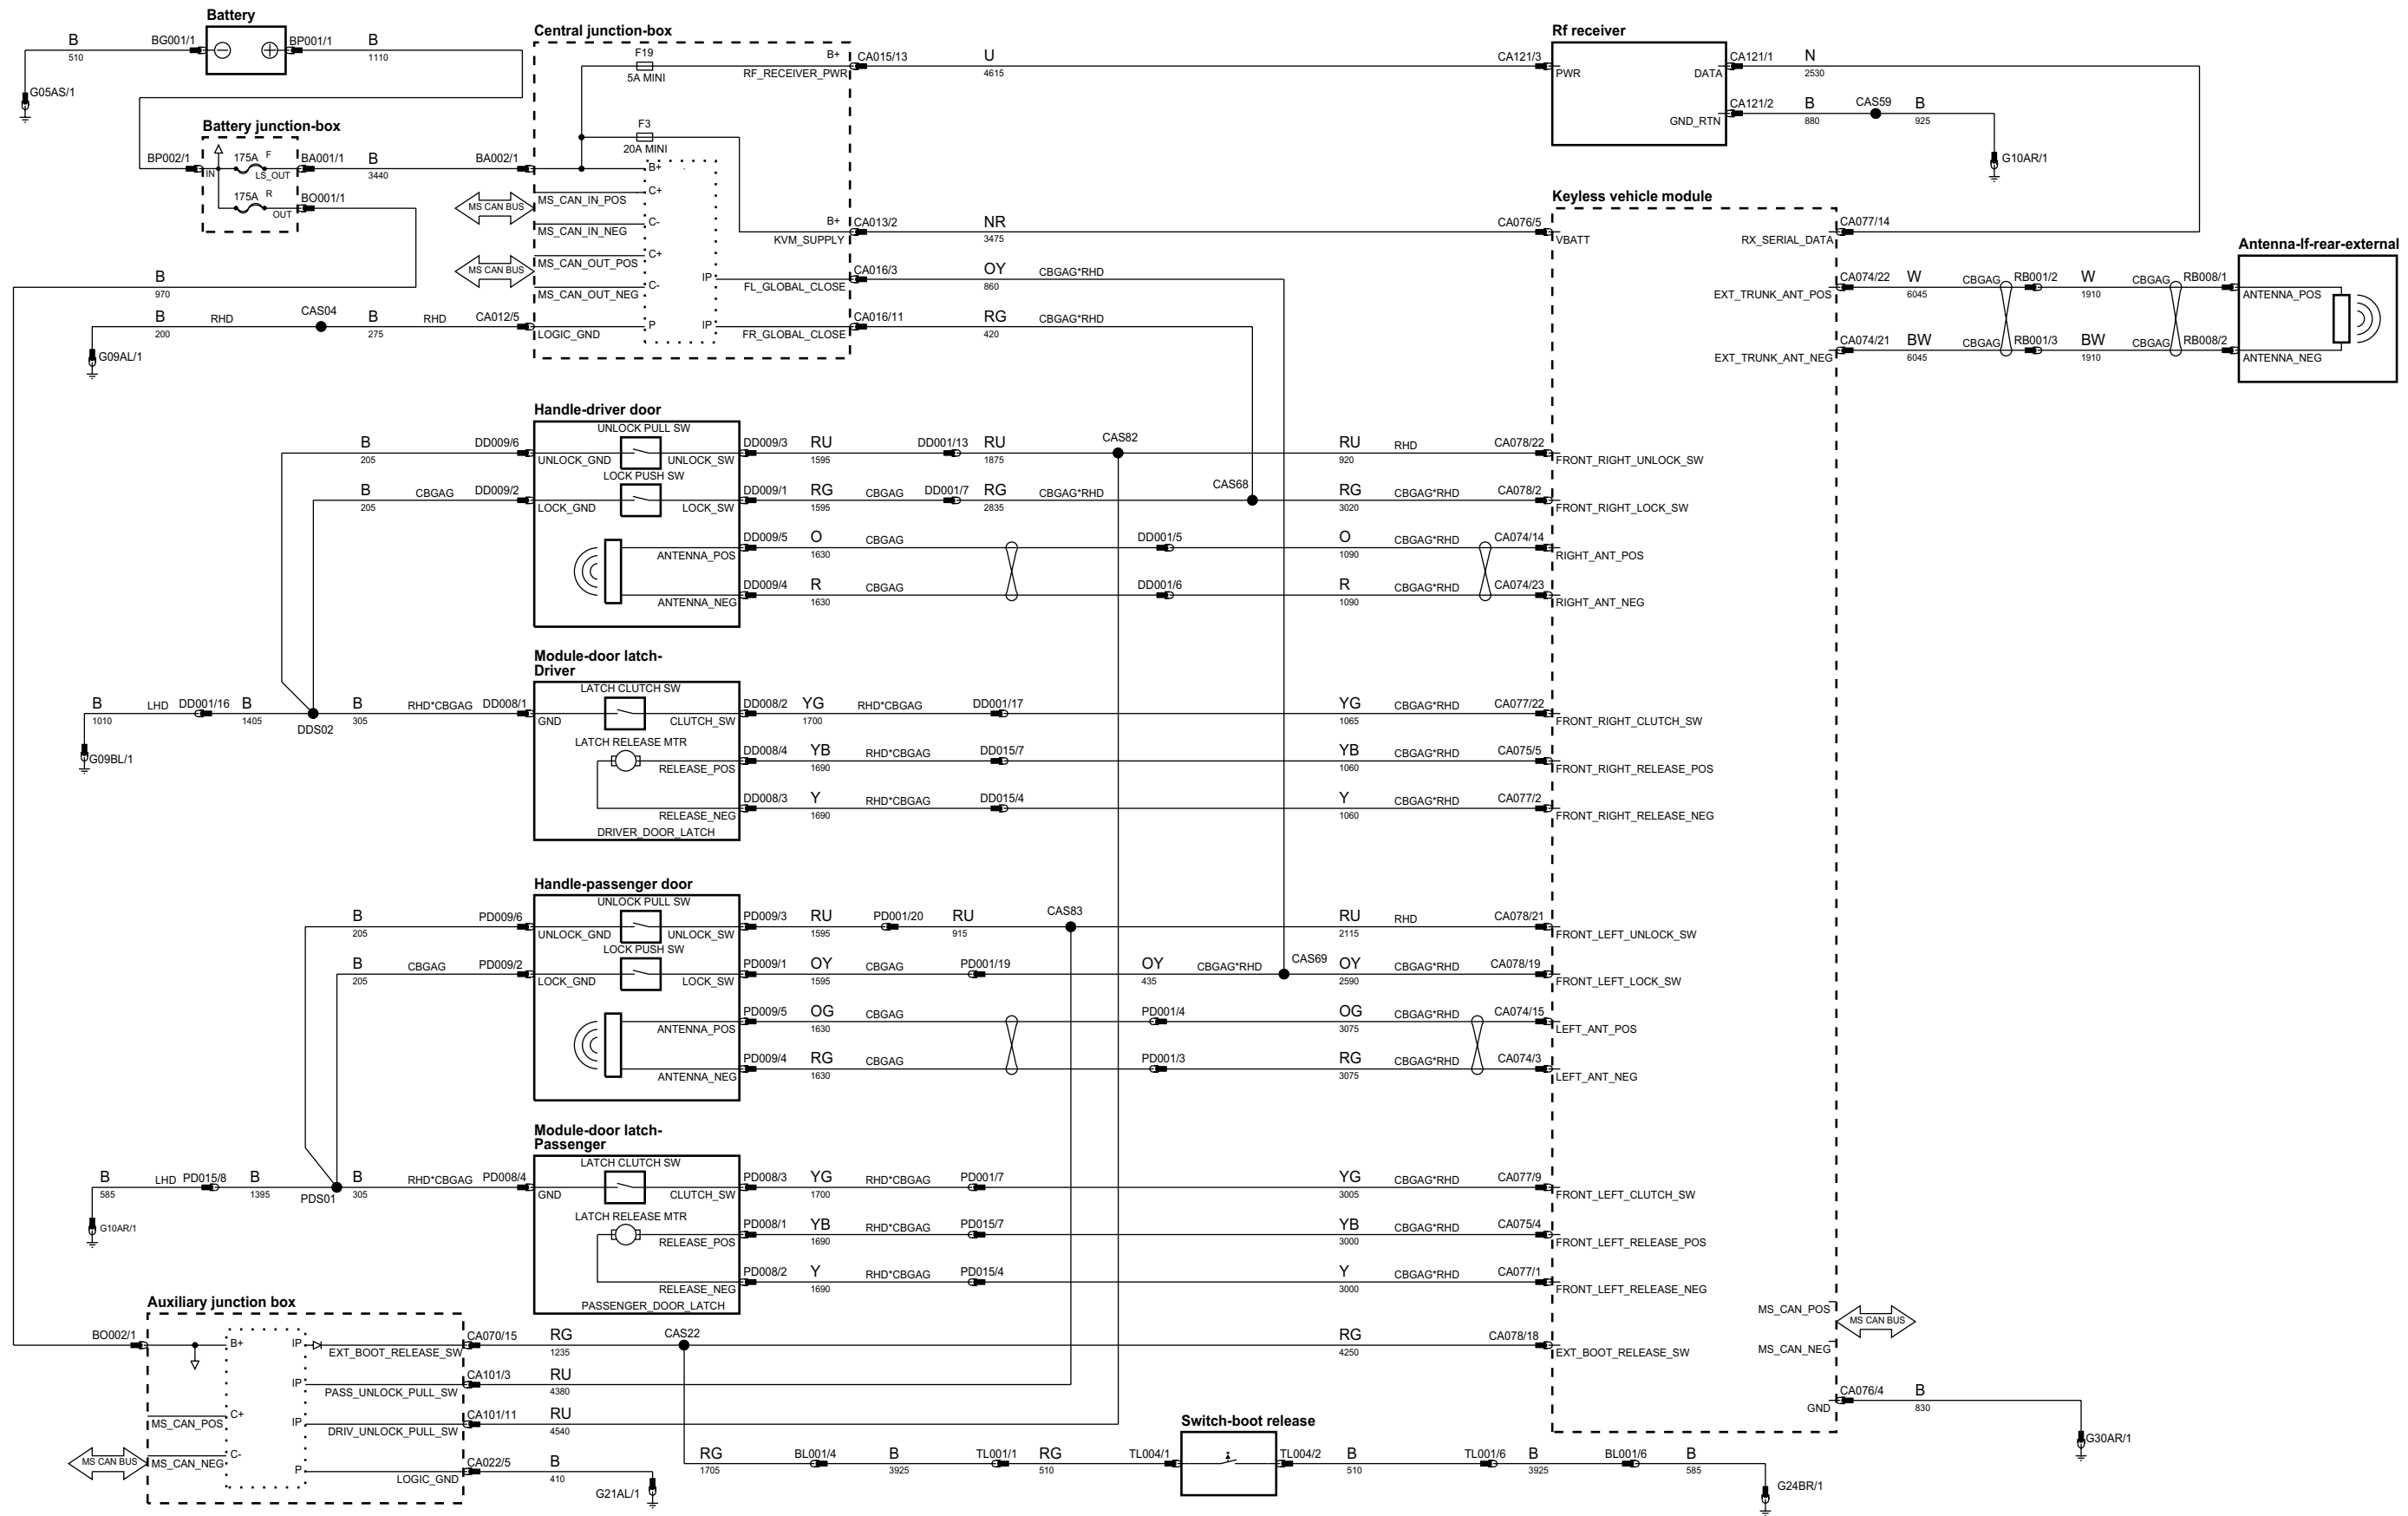 Battery
B
510
BG001/1
BP001/1
B
1110
G05AS/1
Battery junction-box
BP002/1
IN
175A F
LS_OUT
BA001/1
B
3440
BA002/1
175A R
OUT
BO001/1
B
970
B
200
RHD
CAS04
B
275
RHD
CA012/5
G09AL/1
Central junction-box
F19
5A MINI
B+
RF_RECEIVER_PWR
CA015/13
U
4615
CA121/3
F3
20A MINI
B+
C+
MS_CAN_IN_POS
MS CAN BUS
C-
MS_CAN_IN_NEG
B+
KVM_SUPPLY
CA013/2
NR
3475
CA076/5
C+
MS_CAN_OUT_POS
MS CAN BUS
C-
MS_CAN_OUT_NEG
IP
FL_GLOBAL_CLOSE
CA016/3
OY
860
CBGAG*RHD
P
LOGIC_GND
IP
FR_GLOBAL_CLOSE
CA016/11
RG
420
CBGAG*RHD
Rf receiver
PWR
DATA
CA121/1
N
2530
GND_RTN
CA121/2
B
880
CAS59
B
925
G10AR/1
Keyless vehicle module
VBATT
RX_SERIAL_DATA
CA077/14
EXT_TRUNK_ANT_POS
CA074/22
W
6045
CBGAG
RB001/2
W
1910
CBGAG
RB008/1
EXT_TRUNK_ANT_NEG
CA074/21
BW
6045
CBGAG
RB001/3
BW
1910
CBGAG
RB008/2
Antenna-lf-rear-external
ANTENNA_POS
ANTENNA_NEG
Handle-driver door
UNLOCK PULL SW
B
205
DD009/6
UNLOCK_GND
UNLOCK_SW
DD009/3
RU
1595
DD001/13
RU
1875
CAS82
RU
920
RHD
CA078/22
FRONT_RIGHT_UNLOCK_SW
LOCK PUSH SW
B
205
CBGAG
DD009/2
LOCK_GND
LOCK_SW
DD009/1
RG
1595
CBGAG
DD001/7
RG
2835
CBGAG*RHD
CAS68
RG
3020
CBGAG*RHD
CA078/2
FRONT_RIGHT_LOCK_SW
ANTENNA_POS
DD009/5
O
1630
CBGAG
DD001/5
O
1090
CBGAG*RHD
CA074/14
RIGHT_ANT_POS
ANTENNA_NEG
DD009/4
R
1630
CBGAG
DD001/6
R
1090
CBGAG*RHD
CA074/23
RIGHT_ANT_NEG
Module-door latch-
Driver
LATCH CLUTCH SW
B
1010
LHD
DD001/16
B
1405
DDS02
B
305
RHD*CBGAG
DD008/1
GND
CLUTCH_SW
DD008/2
YG
1700
RHD*CBGAG
DD001/17
YG
1065
CBGAG*RHD
CA077/22
FRONT_RIGHT_CLUTCH_SW
G09BL/1
LATCH RELEASE MTR
RELEASE_POS
DD008/4
YB
1690
RHD*CBGAG
DD015/7
YB
1060
CBGAG*RHD
CA075/5
FRONT_RIGHT_RELEASE_POS
RELEASE_NEG
DD008/3
Y
1690
RHD*CBGAG
DD015/4
Y
1060
CBGAG*RHD
CA077/2
FRONT_RIGHT_RELEASE_NEG
DRIVER_DOOR_LATCH
Handle-passenger door
UNLOCK PULL SW
B
205
PD009/6
UNLOCK_GND
UNLOCK_SW
PD009/3
RU
1595
PD001/20
RU
915
CAS83
RU
2115
RHD
CA078/21
FRONT_LEFT_UNLOCK_SW
LOCK PUSH SW
B
205
CBGAG
PD009/2
LOCK_GND
LOCK_SW
PD009/1
OY
1595
CBGAG
PD001/19
OY
435
CBGAG*RHD
CAS69
OY
2590
CBGAG*RHD
CA078/19
FRONT_LEFT_LOCK_SW
ANTENNA_POS
PD009/5
OG
1630
CBGAG
PD001/4
OG
3075
CBGAG*RHD
CA074/15
LEFT_ANT_POS
ANTENNA_NEG
PD009/4
RG
1630
CBGAG
PD001/3
RG
3075
CBGAG*RHD
CA074/3
LEFT_ANT_NEG
Module-door latch-
Passenger
LATCH CLUTCH SW
B
585
LHD
PD015/8
B
1395
PDS01
B
305
RHD*CBGAG
PD008/4
GND
CLUTCH_SW
PD008/3
YG
1700
RHD*CBGAG
PD001/7
YG
3005
CBGAG*RHD
CA077/9
FRONT_LEFT_CLUTCH_SW
G10AR/1
LATCH RELEASE MTR
RELEASE_POS
PD008/1
YB
1690
RHD*CBGAG
PD015/7
YB
3000
CBGAG*RHD
CA075/4
FRONT_LEFT_RELEASE_POS
RELEASE_NEG
PD008/2
Y
1690
RHD*CBGAG
PD015/4
Y
3000
CBGAG*RHD
CA077/1
FRONT_LEFT_RELEASE_NEG
PASSENGER_DOOR_LATCH
MS_CAN_POS
MS CAN BUS
MS_CAN_NEG
Auxiliary junction box
BO002/1
B+
IP
EXT_BOOT_RELEASE_SW
CA070/15
RG
1235
CAS22
RG
4250
CA078/18
EXT_BOOT_RELEASE_SW
IP
PASS_UNLOCK_PULL_SW
CA101/3
RU
4380
C+
MS_CAN_POS
IP
DRIV_UNLOCK_PULL_SW
CA101/11
RU
4540
C-
MS CAN BUS
MS_CAN_NEG
P
LOGIC_GND
CA022/5
B
410
G21AL/1
GND
CA076/4
B
830
G30AR/1
Switch-boot release
RG
1705
BL001/4
B
3925
TL001/1
RG
510
TL004/1
TL004/2
B
510
TL001/6
B
3925
BL001/6
B
585
G24BR/1